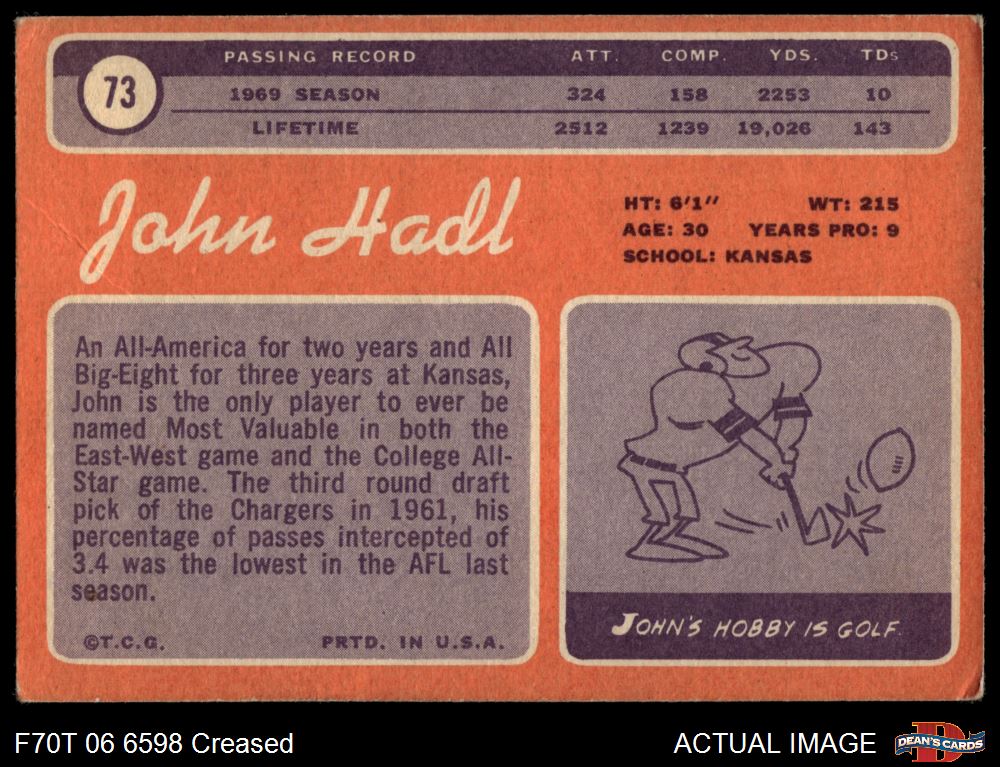 73
PASSING RECORD ATT. COMP. YDS. TDs
1969 SEASON 324 158 2253 10
LIFETIME 2512 1239 19,026 143
John Hadl
HT: 6'1" WT: 215
AGE: 30 YEARS PRO: 9
SCHOOL: KANSAS
An All-America for two years and All
Big-Eight for three years at Kansas,
John is the only player to ever be
named Most Valuable in both the
East-West game and the College All-
Star game. The third round draft
pick of the Chargers in 1961, his
percentage of passes intercepted of
3.4 was the lowest in the AFL last
season.
©T.C.G. PRTD. IN U.S.A.
JOHN'S HOBBY IS GOLF.
F70T 06 6598 Creased
ACTUAL IMAGE
D
DEAN'S CARDS